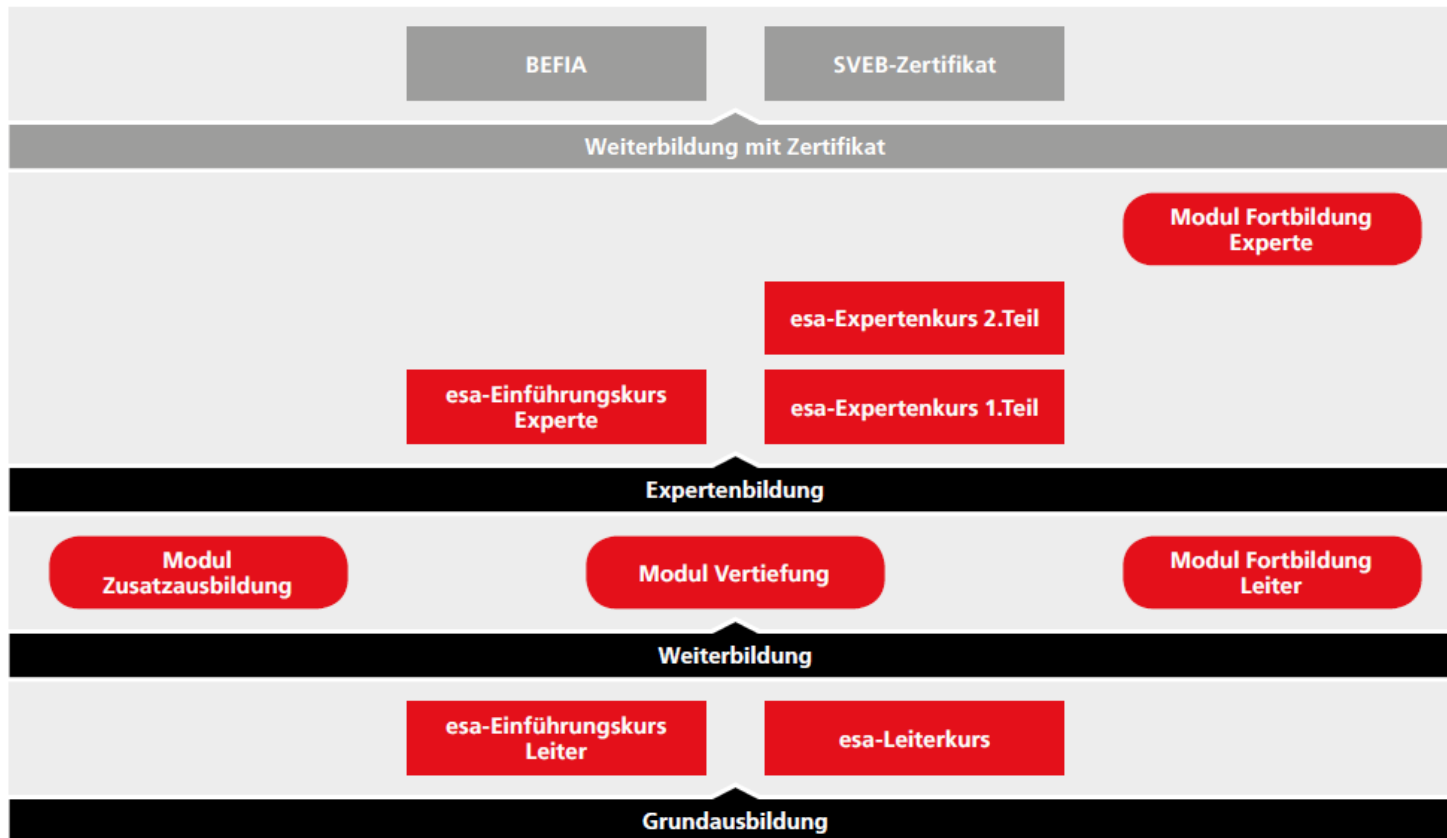 BEFIA
SVEB-Zertifikat
Weiterbildung mit Zertifikat
Modul Fortbildung
Experte
esa-Expertenkurs 2.Teil
esa-Einführungskurs
Experte
esa-Expertenkurs 1.Teil
Expertenbildung
Modul
Zusatzausbildung
Modul Vertiefung
Modul Fortbildung
Leiter
Weiterbildung
esa-Einführungskurs
Leiter
esa-Leiterkurs
Grundausbildung